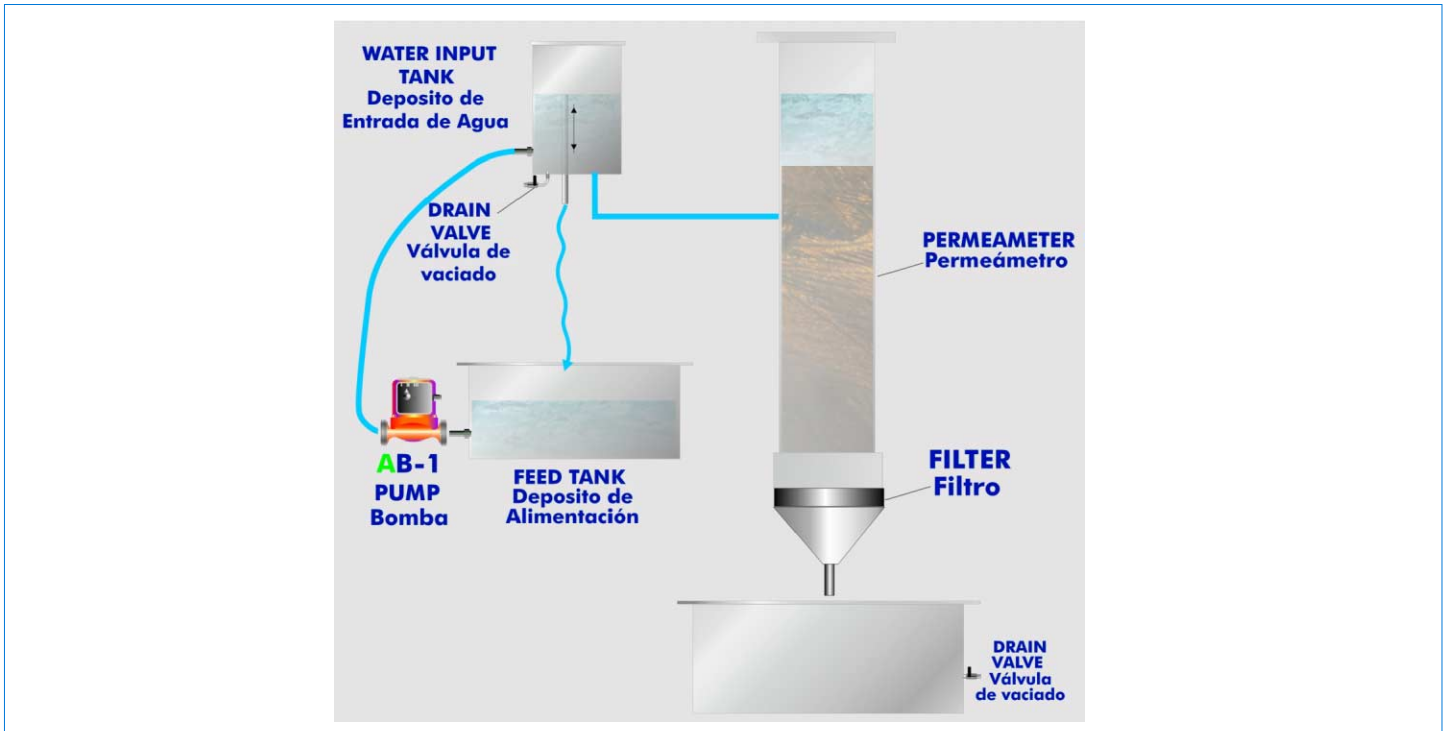 WATER INPUT
TANK
Deposito de
Entrada de Agua
DRAIN
VALVE
Válvula de
vaciado
PERMEAMETER
Permeámetro
AB-1
PUMP
Bomba
FEED TANK
Deposito de
Alimentación
FILTER
Filtro
DRAIN
VALVE
Válvula
de vaciado